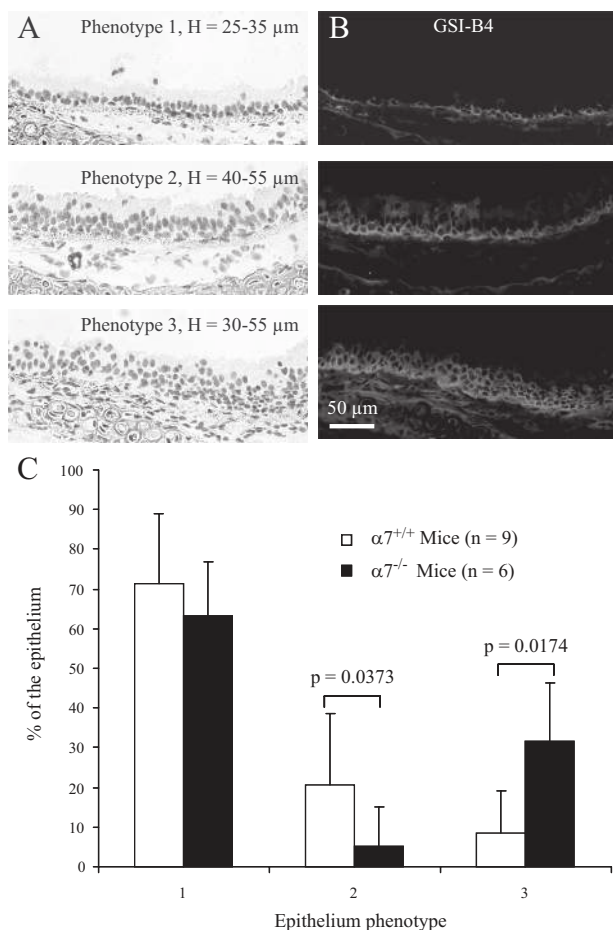 A
Phenotype 1, H = 25-35 µm
B
GSI-B4
Phenotype 2, H = 40-55 µm
Phenotype 3, H = 30-55 µm
50 µm
C
100
90
80
70
60
50
40
30
20
10
0
% of the epithelium
α7+/+ Mice (n = 9)
α7-/- Mice (n = 6)
p = 0.0373
p = 0.0174
1
2
3
Epithelium phenotype